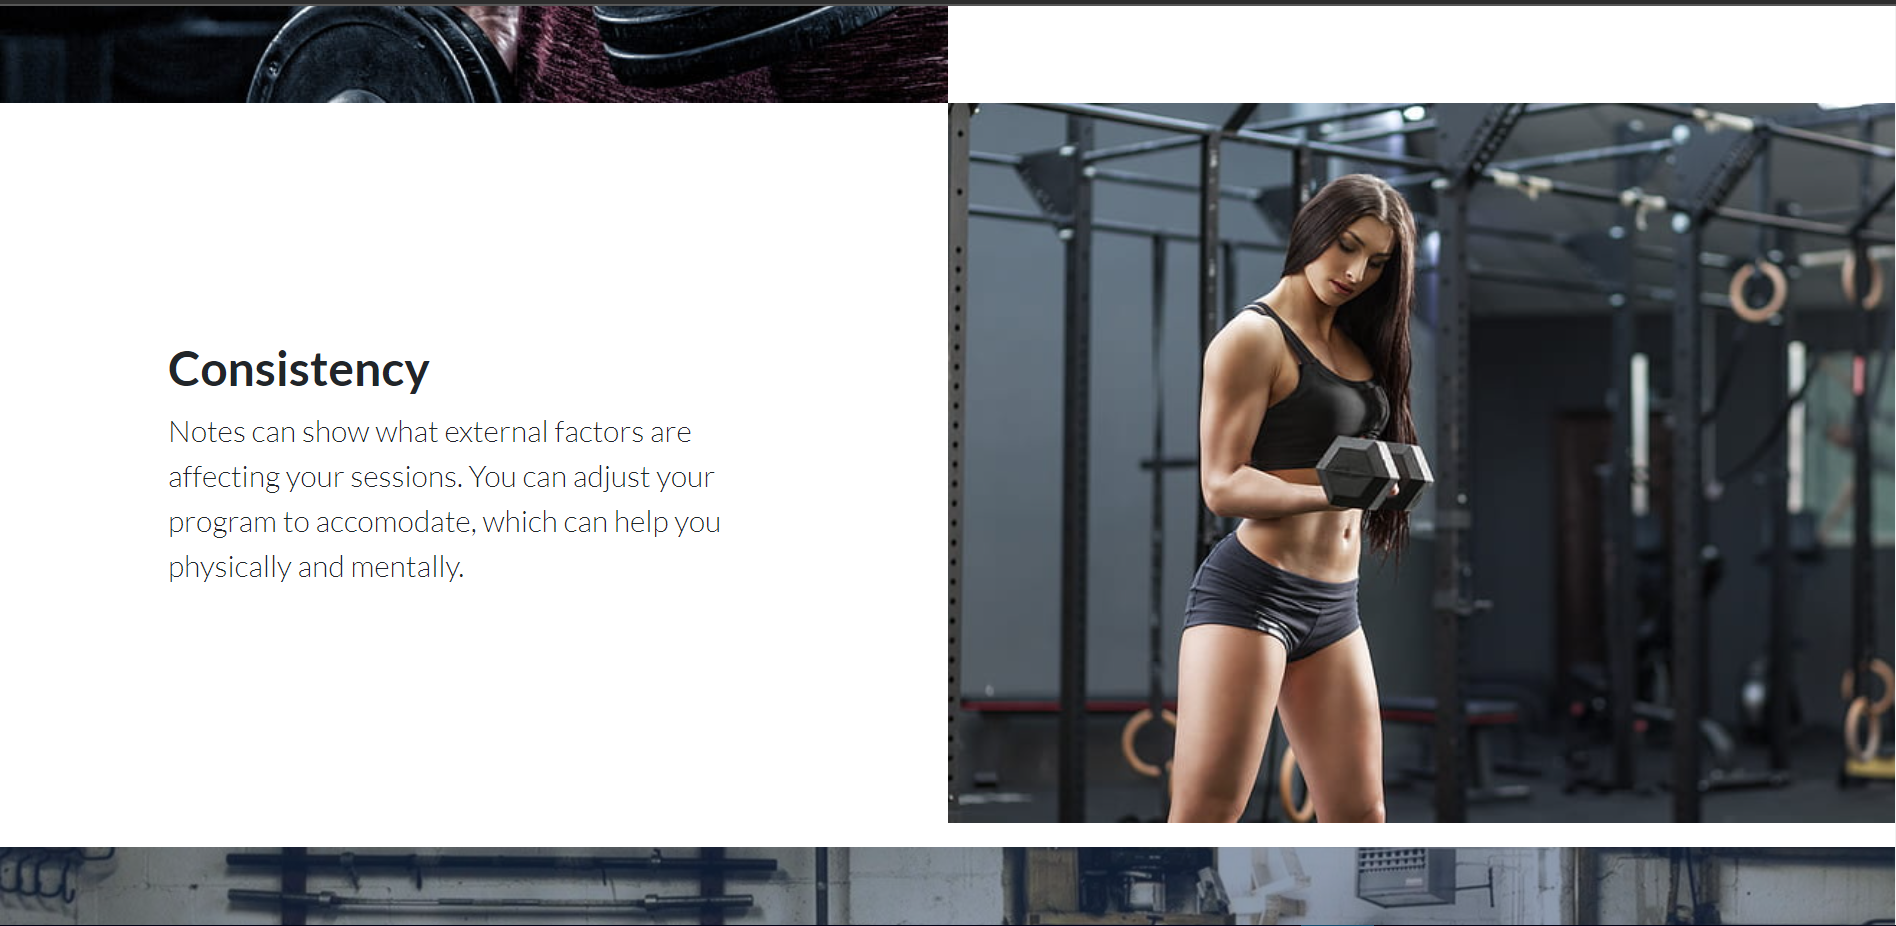 Consistency
Notes can show what external factors are
affecting your sessions. You can adjust your
program to accomodate, which can help you
physically and mentally.